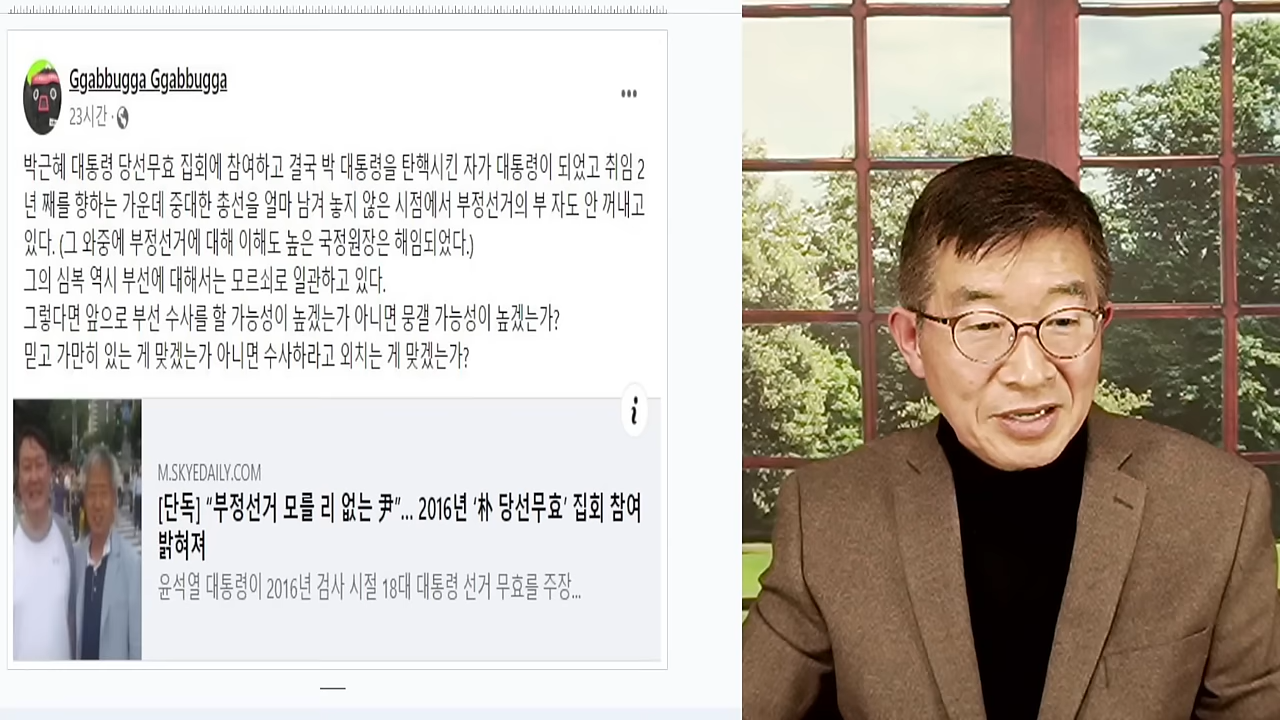 Ggabbugga Ggabbugga
23시간 ·
박근혜 대통령 당선무효 집회에 참여하고 결국 박 대통령을 탄핵시킨 자가 대통령이 되었고 취임 2
년 째를 향하는 가운데 중대한 총선을 얼마 남겨 놓지 않은 시점에서 부정선거의 부 자도 안 꺼내고
있다. (그 와중에 부정선거에 대해 이해도 높은 국정원장은 해임되었다.)
그의 심복 역시 부선에 대해서는 모르쇠로 일관하고 있다.
그렇다면 앞으로 부선 수사를 할 가능성이 높겠는가 아니면 뭉갤 가능성이 높겠는가?
믿고 가만히 있는 게 맞겠는가 아니면 수사하라고 외치는 게 맞겠는가?
M.SKYEDAILY.COM
[단독] “부정선거 모를 리 없는 尹”... 2016년 ‘朴 당선무효’ 집회 참여
밝혀져
윤석열 대통령이 2016년 검사 시절 18대 대통령 선거 무효를 주장...